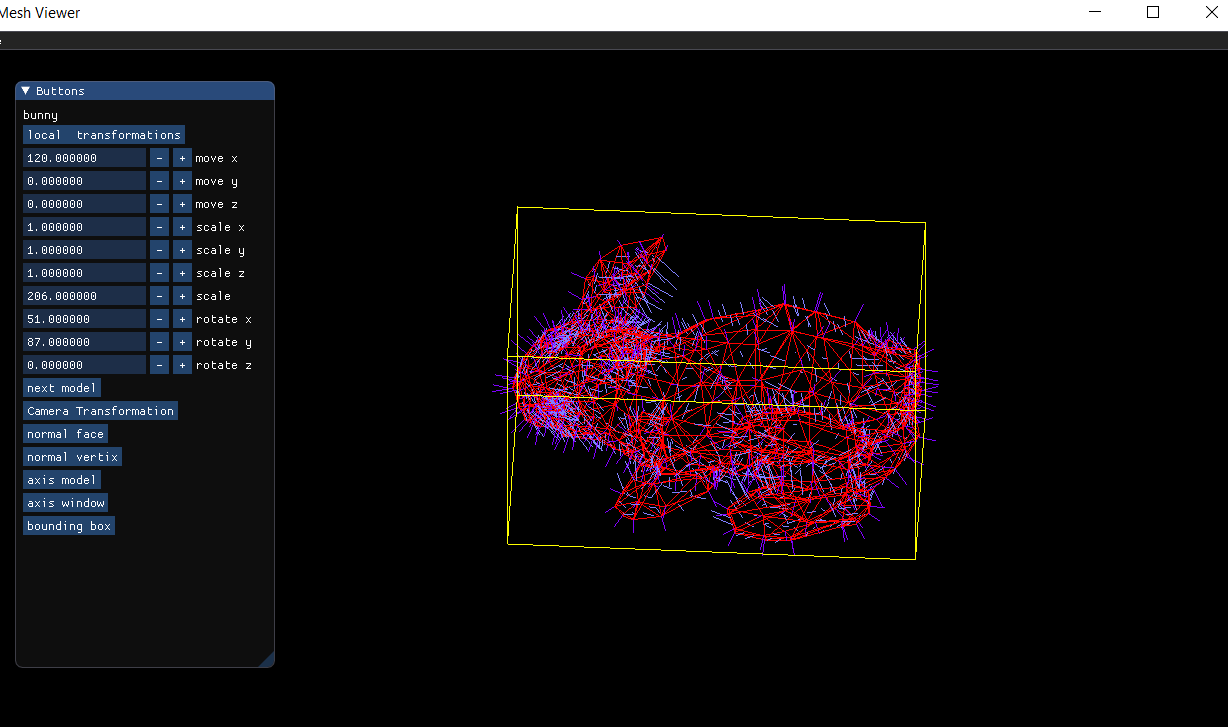 Mesh Viewer
▼ Buttons
bunny
local  transformations
120.000000 - + move x
0.000000 - + move y
0.000000 - + move z
1.000000 - + scale x
1.000000 - + scale y
1.000000 - + scale z
206.000000 - + scale
51.000000 - + rotate x
87.000000 - + rotate y
0.000000 - + rotate z
next model
Camera Transformation
normal face
normal vertix
axis model
axis window
bounding box